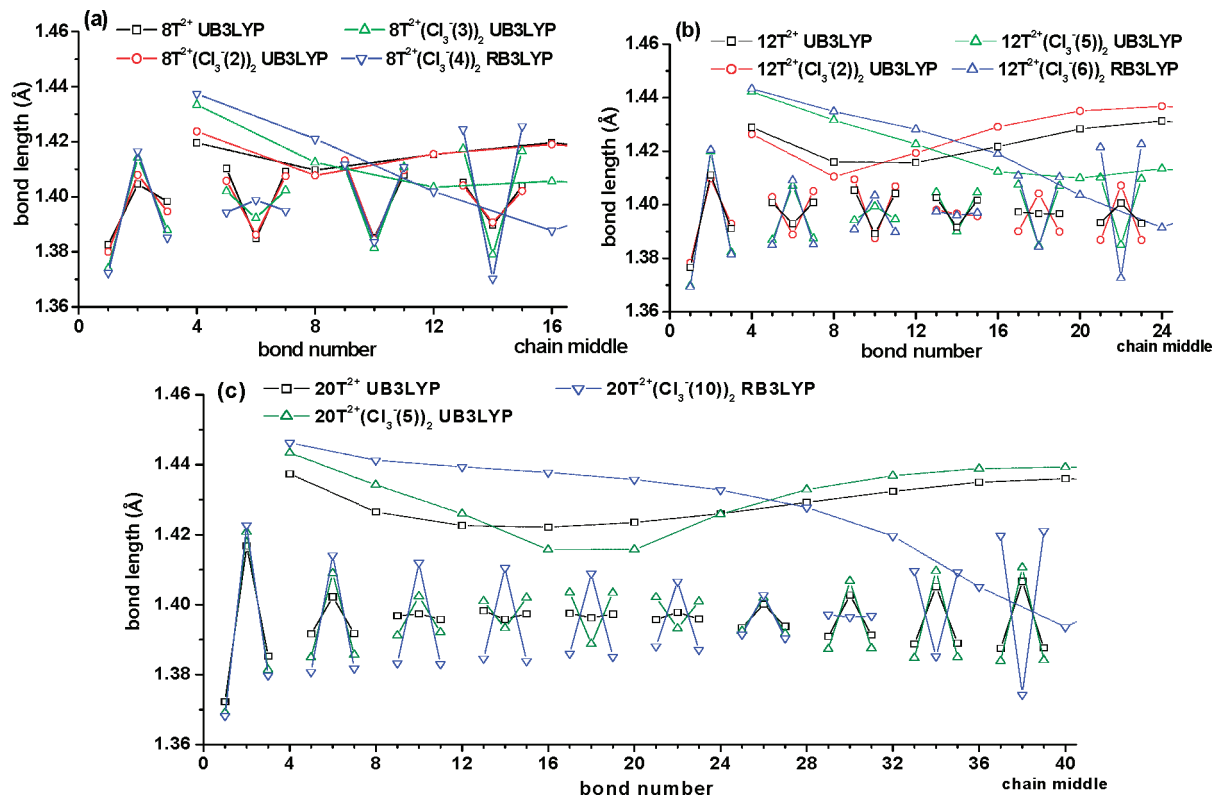 (a)
8T²⁺ UB3LYP
8T²⁺(Cl₃⁻(3))₂ UB3LYP
8T²⁺(Cl₃⁻(2))₂ UB3LYP
8T²⁺(Cl₃⁻(4))₂ RB3LYP
bond length (Å)
1.46
1.44
1.42
1.40
1.38
1.36
0 4 8 12 16
bond number
chain middle
(b)
12T²⁺ UB3LYP
12T²⁺(Cl₃⁻(5))₂ UB3LYP
12T²⁺(Cl₃⁻(2))₂ UB3LYP
12T²⁺(Cl₃⁻(6))₂ RB3LYP
bond length (Å)
1.46
1.44
1.42
1.40
1.38
1.36
0 4 8 12 16 20 24
bond number
chain middle
(c)
20T²⁺ UB3LYP
20T²⁺(Cl₃⁻(10))₂ RB3LYP
20T²⁺(Cl₃⁻(5))₂ UB3LYP
bond length (Å)
1.46
1.44
1.42
1.40
1.38
1.36
0 4 8 12 16 20 24 28 32 36 40
bond number
chain middle